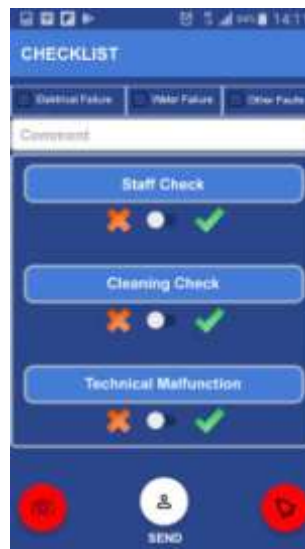 14:11
CHECKLIST
Electrical Failure Water Failure Other Faults
Comment
Staff Check
Cleaning Check
Technical Malfunction
SEND